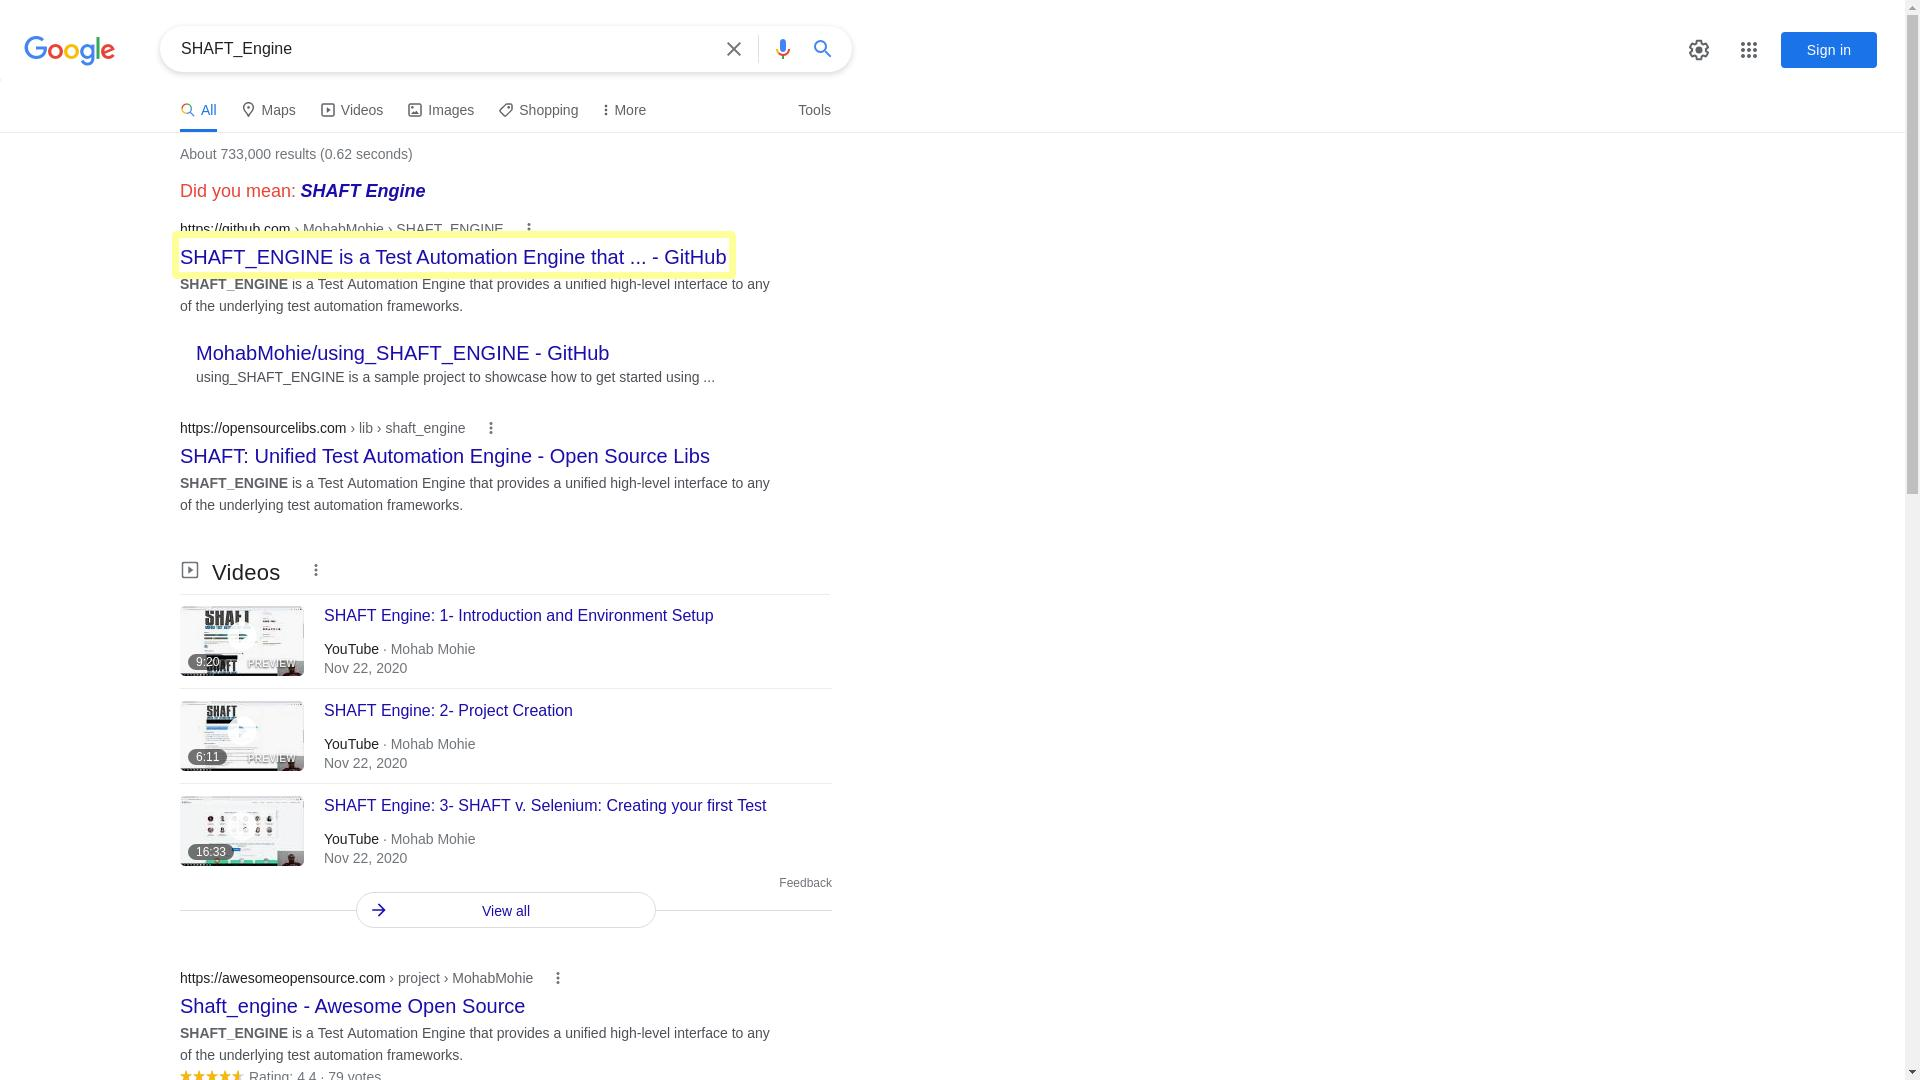 Google
SHAFT_Engine
Sign in
All
Maps
Videos
Images
Shopping
More
Tools
About 733,000 results (0.62 seconds)
Did you mean: SHAFT Engine
https://github.com › MohabMohie › SHAFT_ENGINE
SHAFT_ENGINE is a Test Automation Engine that ... - GitHub
SHAFT_ENGINE is a Test Automation Engine that provides a unified high-level interface to any
of the underlying test automation frameworks.
MohabMohie/using_SHAFT_ENGINE - GitHub
using_SHAFT_ENGINE is a sample project to showcase how to get started using ...
https://opensourcelibs.com › lib › shaft_engine
SHAFT: Unified Test Automation Engine - Open Source Libs
SHAFT_ENGINE is a Test Automation Engine that provides a unified high-level interface to any
of the underlying test automation frameworks.
Videos
SHAFT
9:20
PREVIEW
SHAFT Engine: 1- Introduction and Environment Setup
YouTube · Mohab Mohie
Nov 22, 2020
SHAFT
6:11
PREVIEW
SHAFT Engine: 2- Project Creation
YouTube · Mohab Mohie
Nov 22, 2020
16:33
SHAFT Engine: 3- SHAFT v. Selenium: Creating your first Test
YouTube · Mohab Mohie
Nov 22, 2020
Feedback
View all
https://awesomeopensource.com › project › MohabMohie
Shaft_engine - Awesome Open Source
SHAFT_ENGINE is a Test Automation Engine that provides a unified high-level interface to any
of the underlying test automation frameworks.
Rating: 4.4 · 79 votes